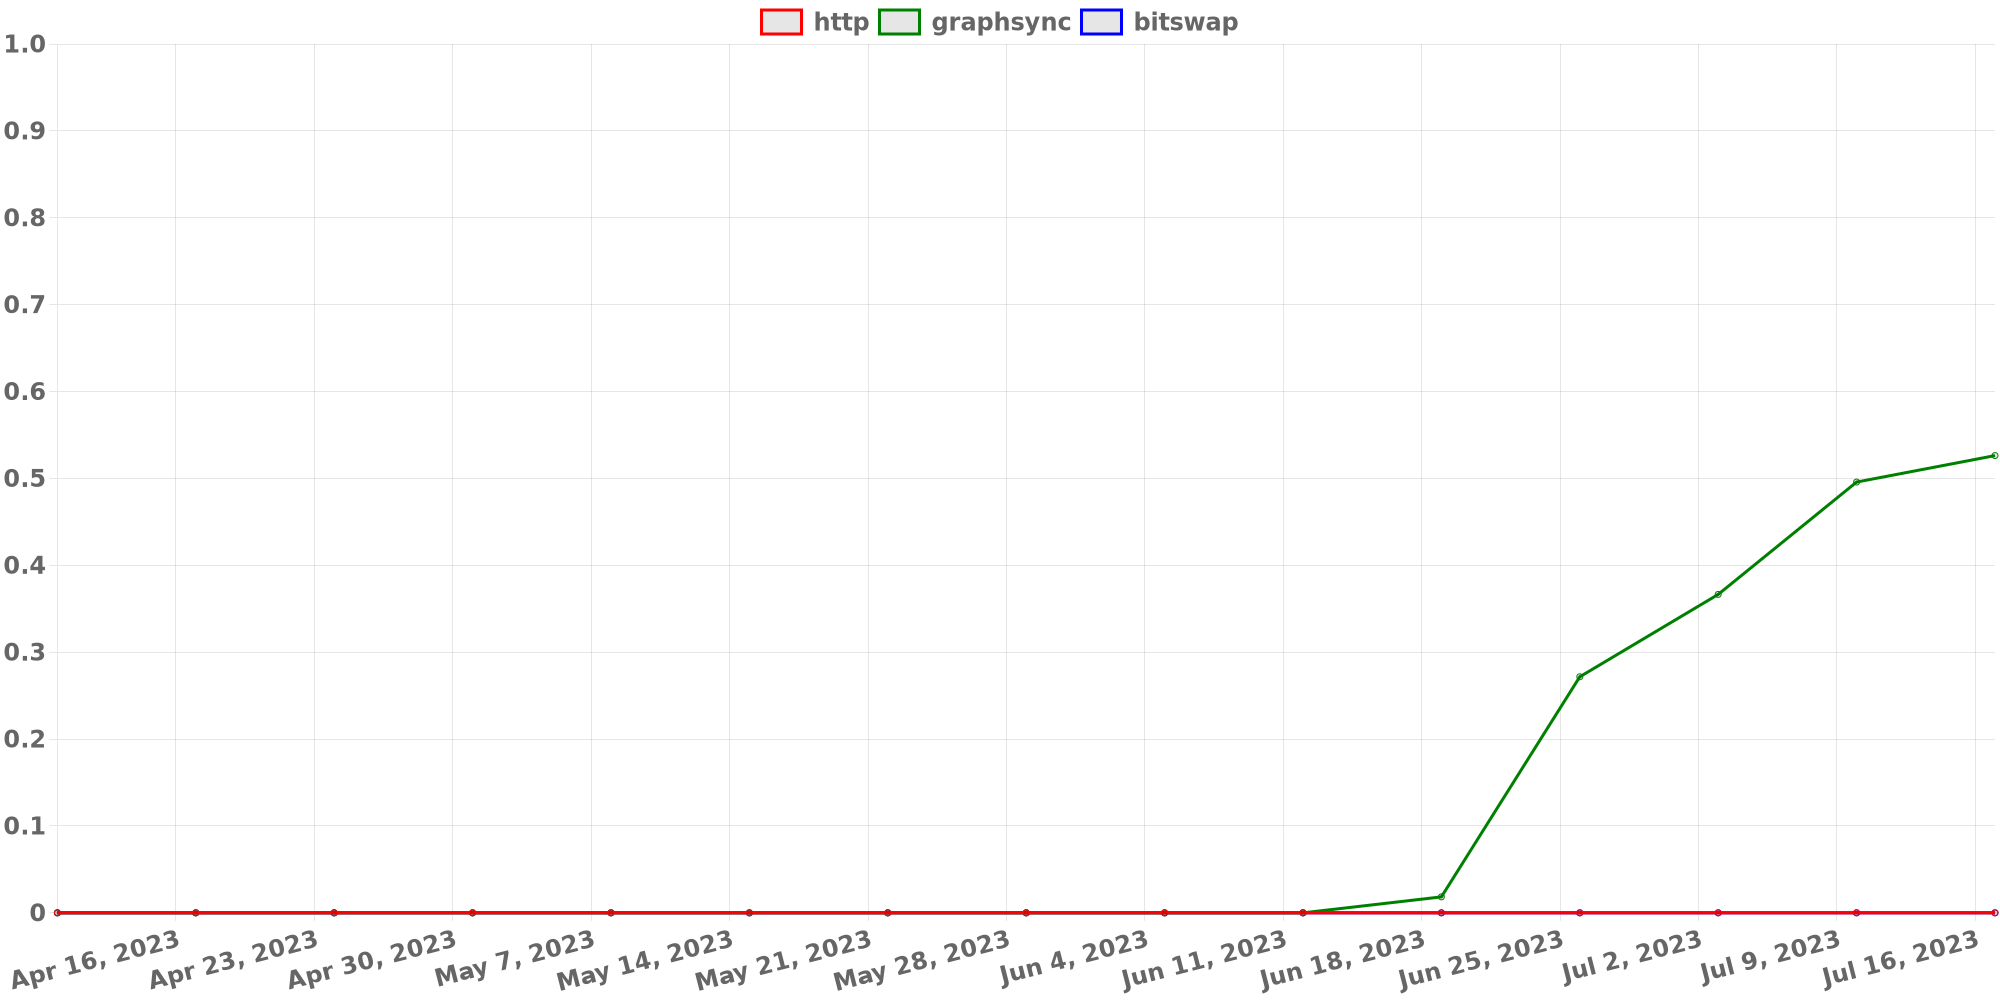 http graphsync bitswap
1.0
0.9
0.8
0.7
0.6
0.5
0.4
0.3
0.2
0.1
0
Apr 16, 2023
Apr 23, 2023
Apr 30, 2023
May 7, 2023
May 14, 2023
May 21, 2023
May 28, 2023
Jun 4, 2023
Jun 11, 2023
Jun 18, 2023
Jun 25, 2023
Jul 2, 2023
Jul 9, 2023
Jul 16, 2023